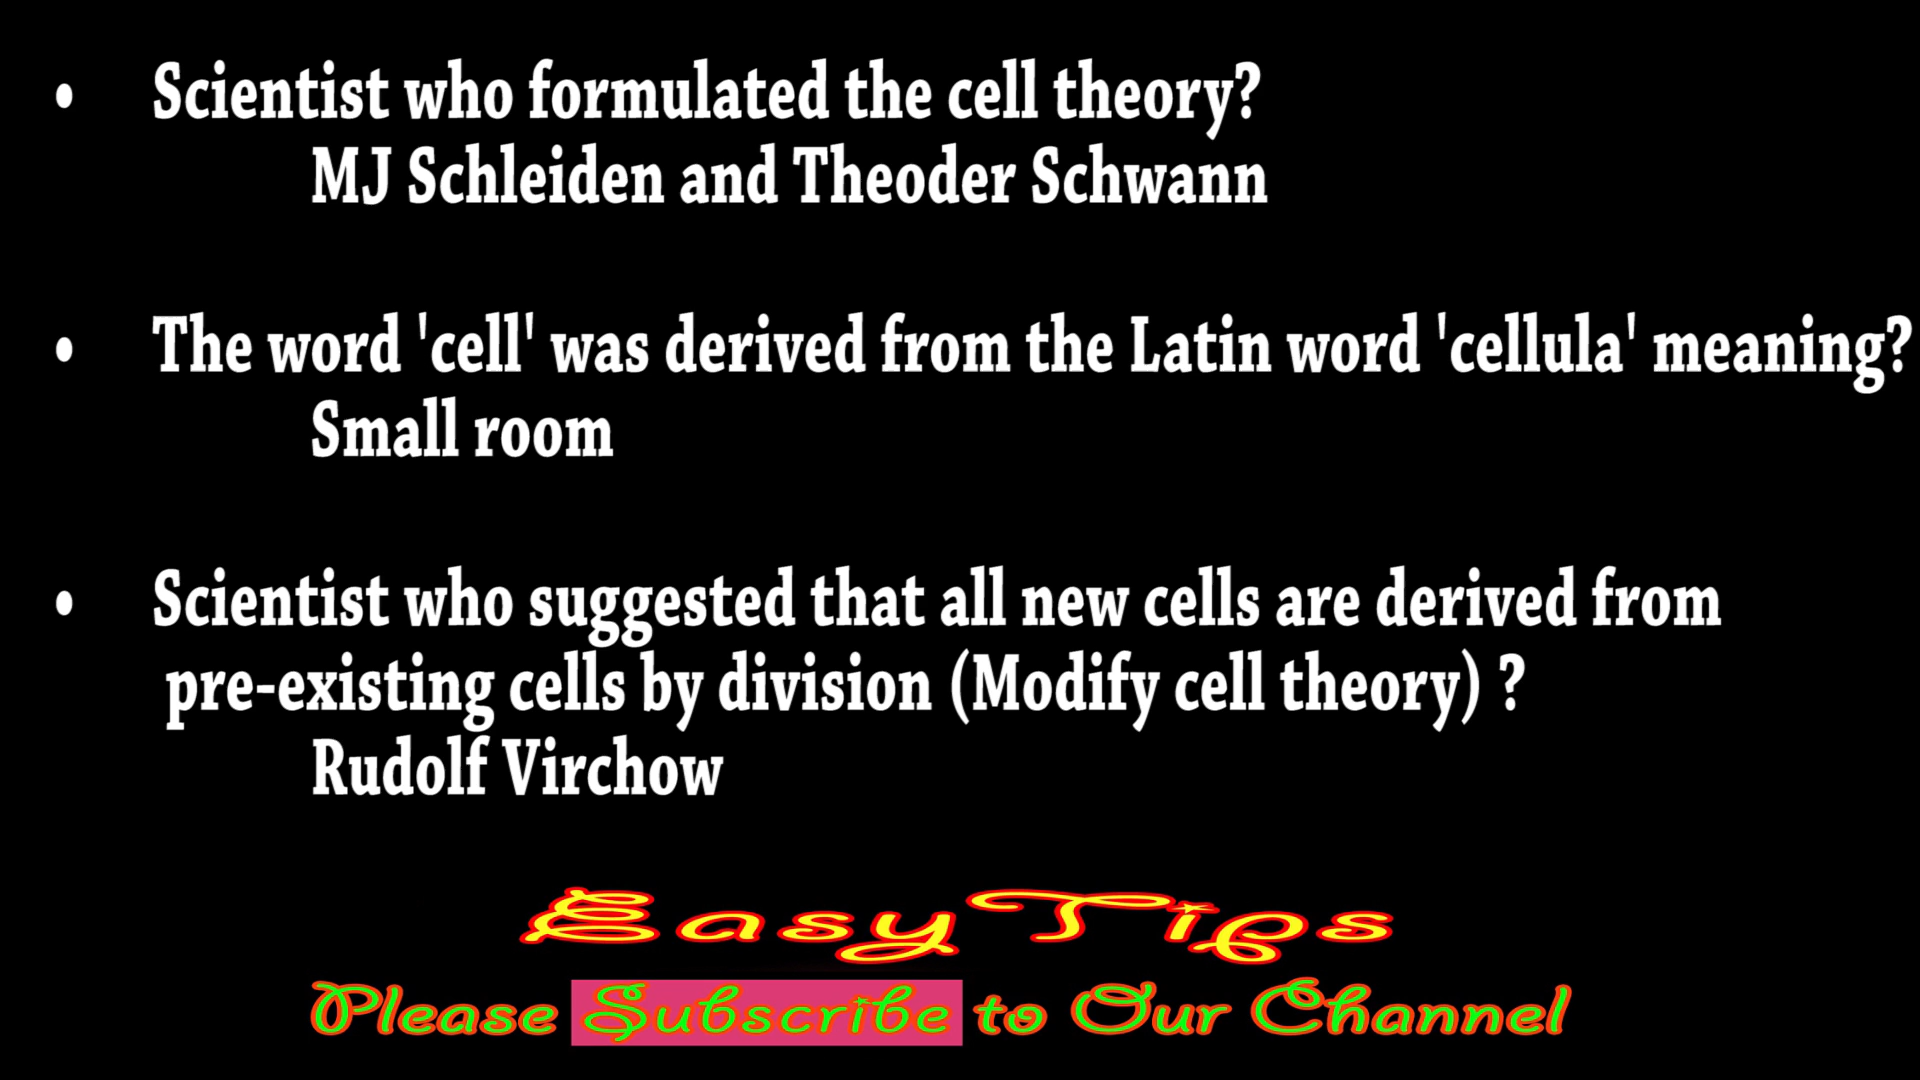 • Scientist who formulated the cell theory?
MJ Schleiden and Theoder Schwann
• The word 'cell' was derived from the Latin word 'cellula' meaning?
Small room
• Scientist who suggested that all new cells are derived from
pre-existing cells by division (Modify cell theory) ?
Rudolf Virchow
Easy Tips
Please Subscribe to Our Channel